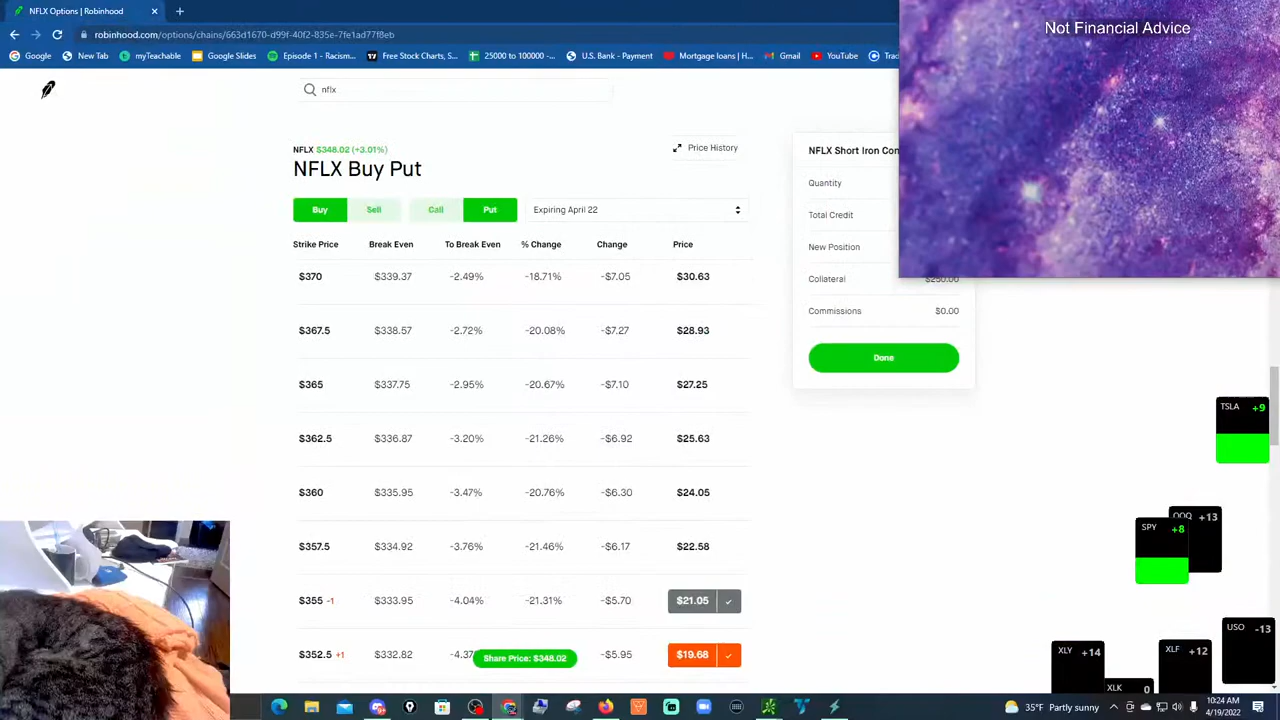 NFLX Options | Robinhood
robinhood.com/options/chains/663d1670-d99f-40f2-835e-7fe1ad77f8eb
Google New Tab myTeachable Google Slides Episode 1 - Racism... Free Stock Charts, S... 25000 to 100000 -... U.S. Bank - Payment Mortgage loans | H... Gmail YouTube Trad
Not Financial Advice
nflx
NFLX $348.02 (+3.01%)
NFLX Buy Put
Price History
Buy Sell Call Put Expiring April 22
Strike Price Break Even To Break Even % Change Change Price
$370 $339.37 -2.49% -18.71% -$7.05 $30.63
$367.5 $338.57 -2.72% -20.08% -$7.27 $28.93
$365 $337.75 -2.95% -20.67% -$7.10 $27.25
$362.5 $336.87 -3.20% -21.26% -$6.92 $25.63
$360 $335.95 -3.47% -20.76% -$6.30 $24.05
$357.5 $334.92 -3.76% -21.46% -$6.17 $22.58
$355 -1 $333.95 -4.04% -21.31% -$5.70 $21.05
$352.5 +1 $332.82 -4.37 -$5.95 $19.68
Share Price: $348.02
NFLX Short Iron Con
Quantity
Total Credit
New Position
Collateral $250.00
Commissions $0.00
Done
TSLA +9
QQQ +13
SPY +8
USO -13
XLY +14
XLF +12
XLK 0
35°F Partly sunny
10:24 AM
4/19/2022